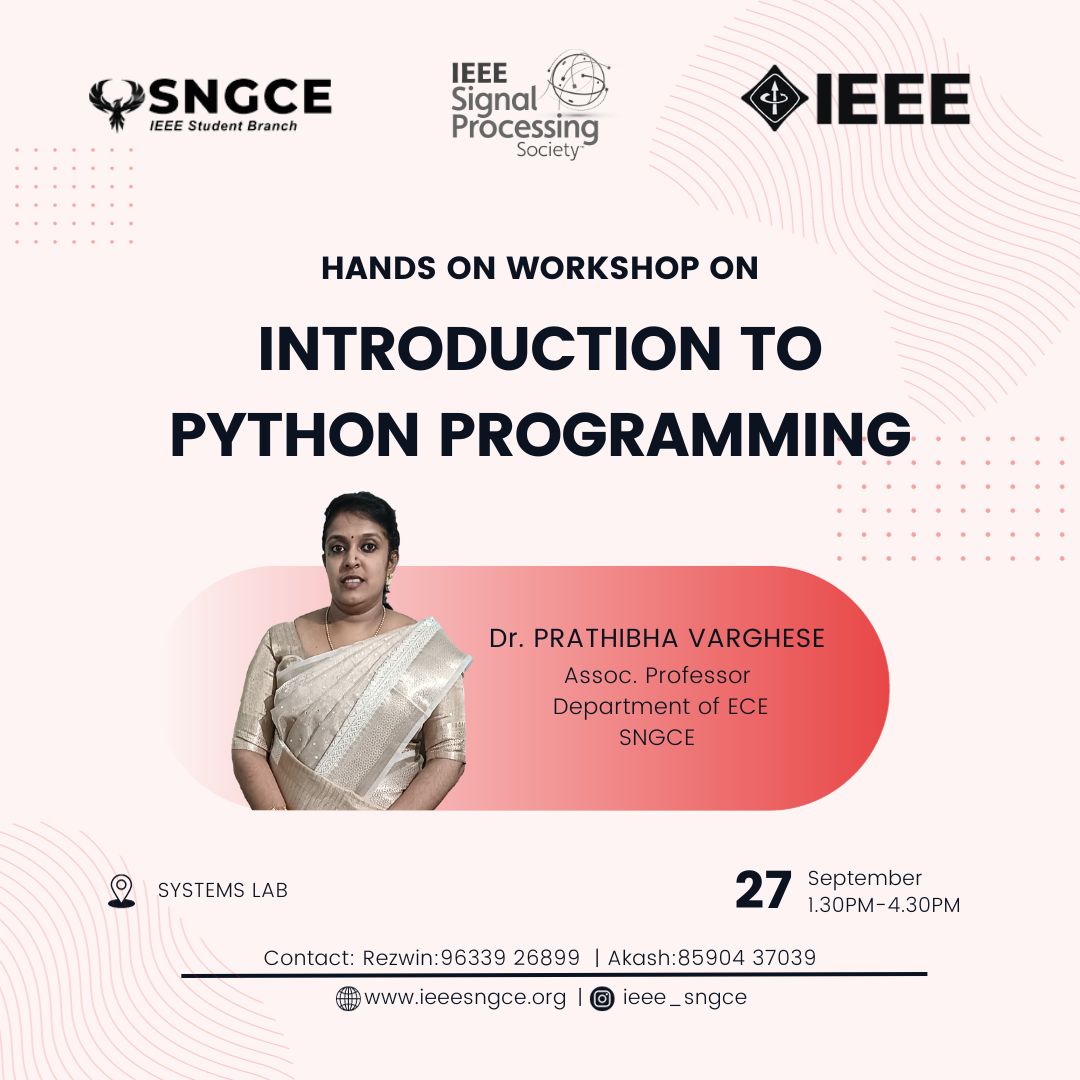 SNGCE
IEEE Student Branch
IEEE
Signal
Processing
Society™
IEEE
HANDS ON WORKSHOP ON
INTRODUCTION TO
PYTHON PROGRAMMING
Dr. PRATHIBHA VARGHESE
Assoc. Professor
Department of ECE
SNGCE
SYSTEMS LAB
27
September
1.30PM-4.30PM
Contact: Rezwin:96339 26899 | Akash:85904 37039
www.ieeesngce.org | ieee_sngce